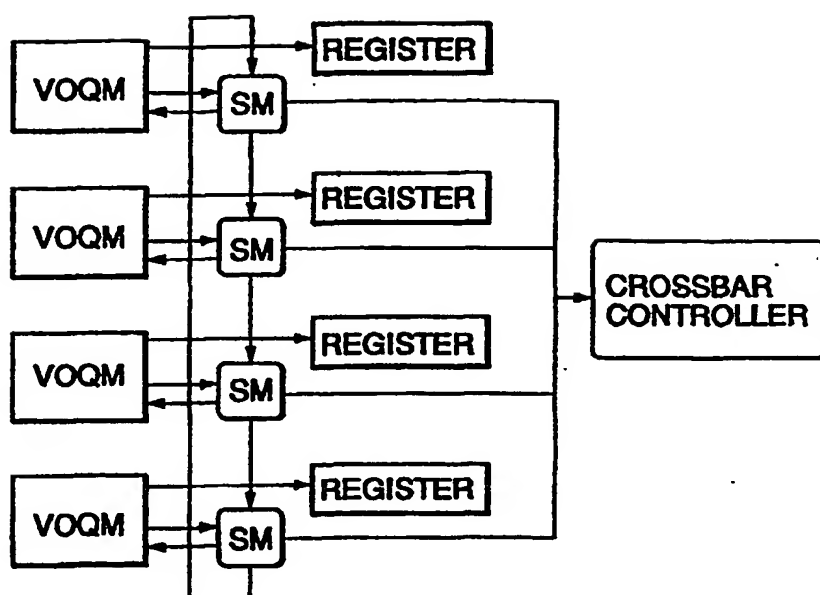 REGISTER
VOQM
SM
REGISTER
VOQM
SM
CROSSBAR
CONTROLLER
REGISTER
VOQM
SM
REGISTER
VOQM
SM